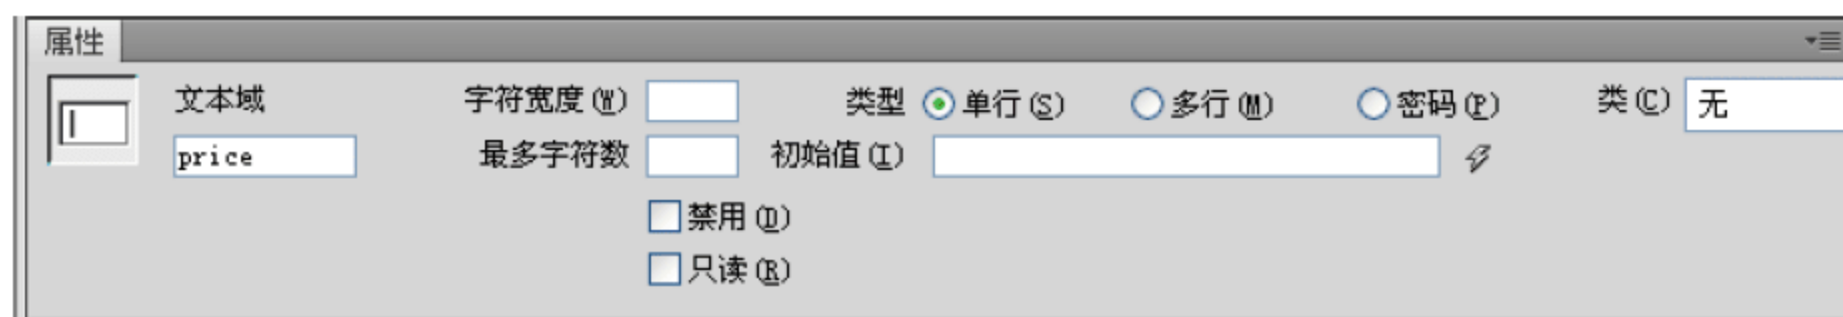 属性
文本域 字符宽度(W) 类型 单行(S) 多行(M) 密码(P) 类(C) 无
price 最多字符数 初始值(I)
禁用(D)
只读(R)